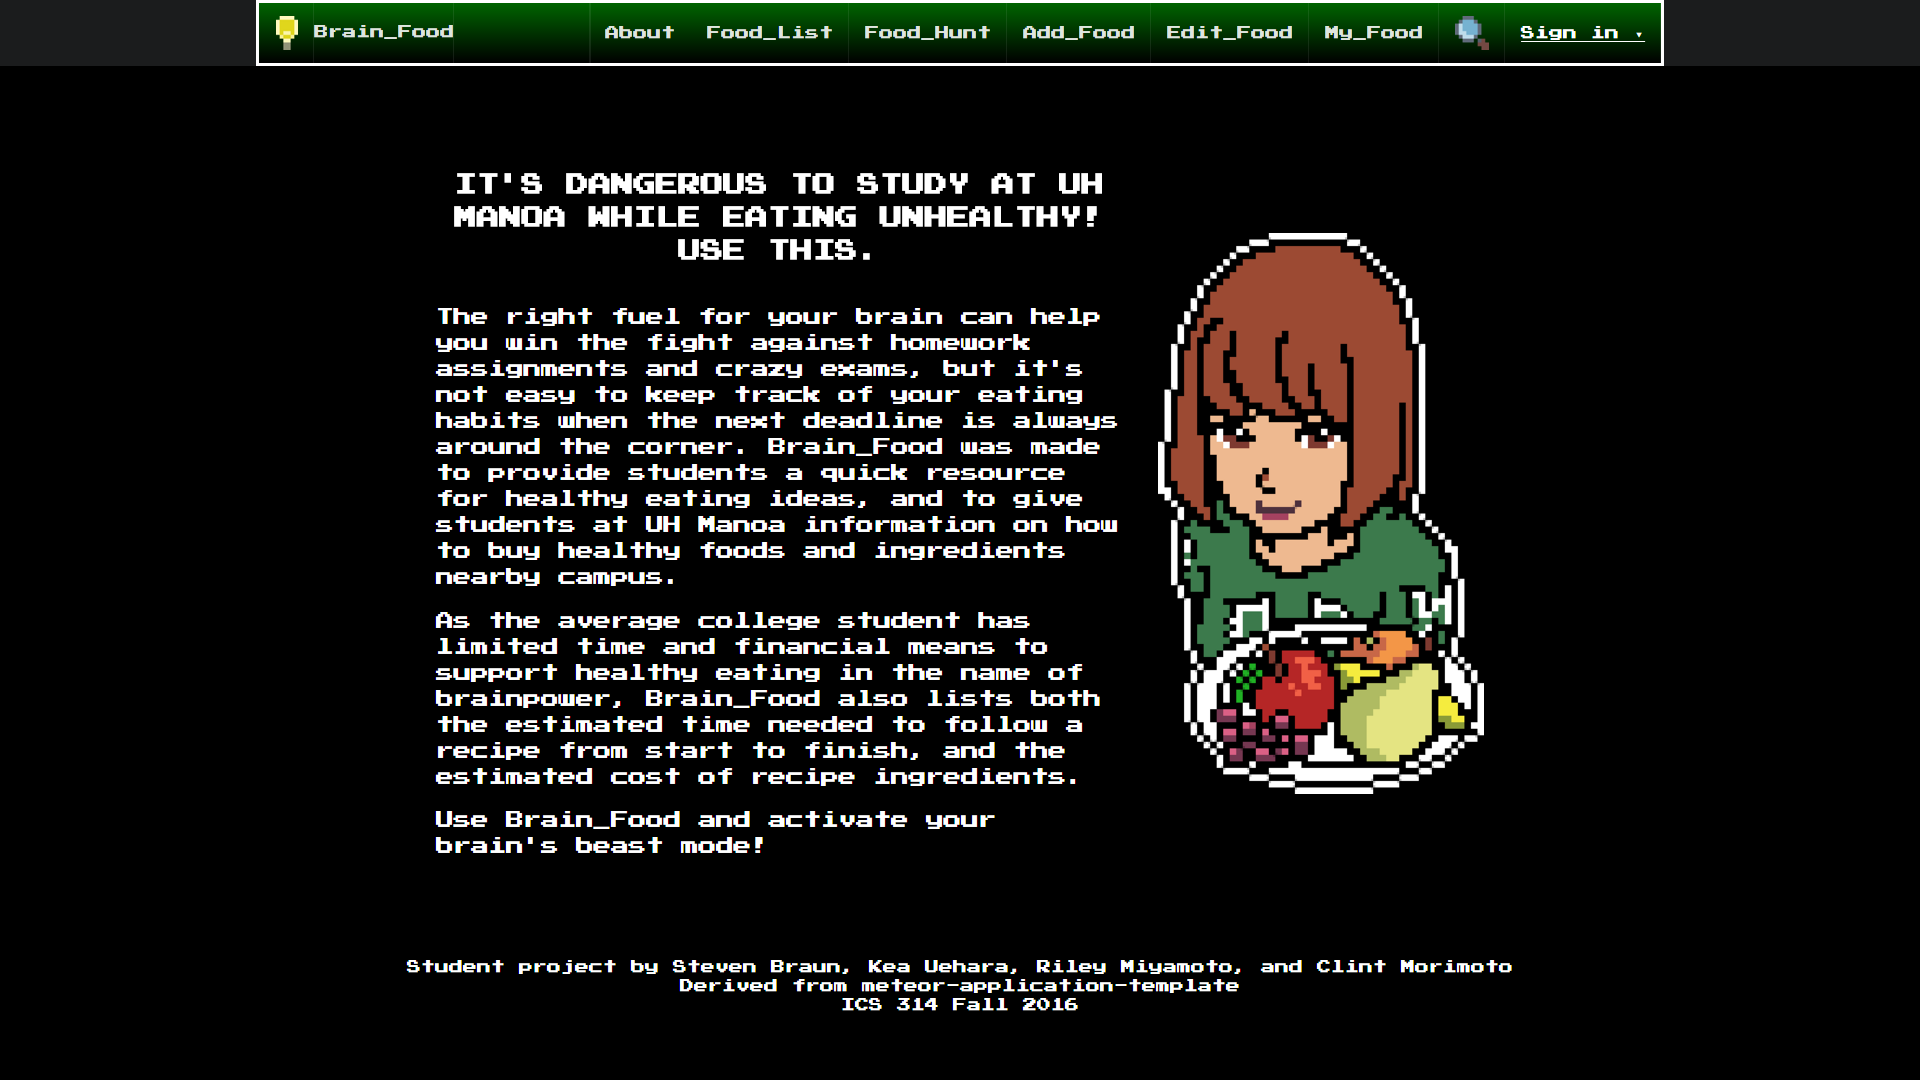 Brain_Food
About
Food_List
Food_Hunt
Add_Food
Edit_Food
My_Food
Sign in ▾
IT'S DANGEROUS TO STUDY AT UH
MANOA WHILE EATING UNHEALTHY!
USE THIS.
The right fuel for your brain can help
you win the fight against homework
assignments and crazy exams, but it's
not easy to keep track of your eating
habits when the next deadline is always
around the corner. Brain_Food was made
to provide students a quick resource
for healthy eating ideas, and to give
students at UH Manoa information on how
to buy healthy foods and ingredients
nearby campus.
As the average college student has
limited time and financial means to
support healthy eating in the name of
brainpower, Brain_Food also lists both
the estimated time needed to follow a
recipe from start to finish, and the
estimated cost of recipe ingredients.
Use Brain_Food and activate your
brain's beast mode!
Student project by Steven Braun, Kea Uehara, Riley Miyamoto, and Clint Morimoto
Derived from meteor-application-template
ICS 314 Fall 2016